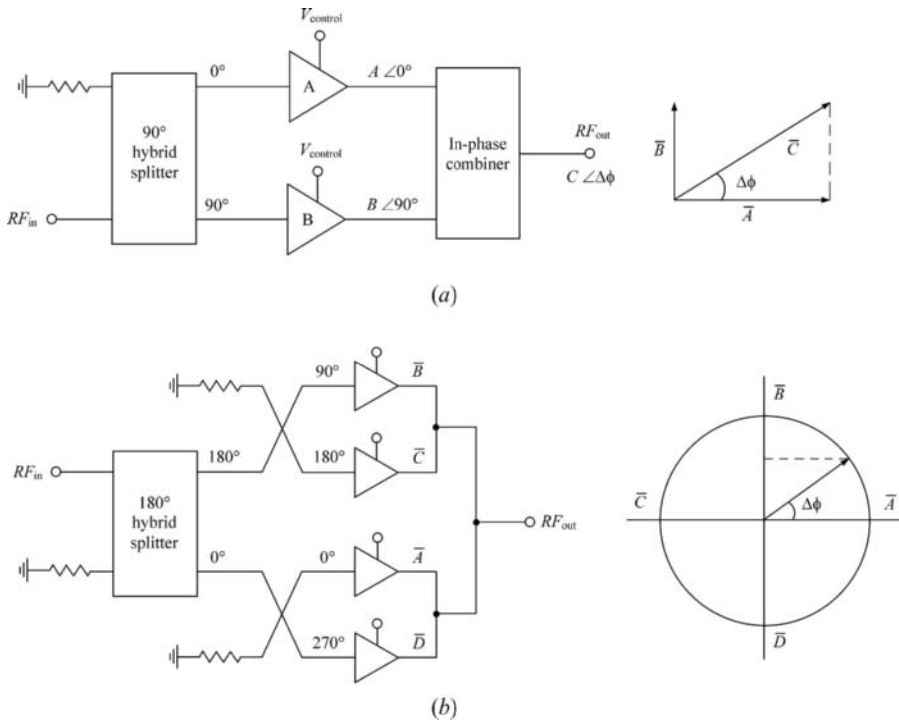 V_control
0°
A
A ∠0°
90°
hybrid
splitter
V_control
In-phase
combiner
RF_out
C ∠Δϕ
RF_in
90°
B
B ∠90°
B̅
C̅
Δϕ
A̅
(a)
90°
B̅
RF_in
180°
180°
C̅
180°
hybrid
splitter
0°
0°
A̅
270°
D̅
RF_out
B̅
C̅
A̅
Δϕ
D̅
(b)